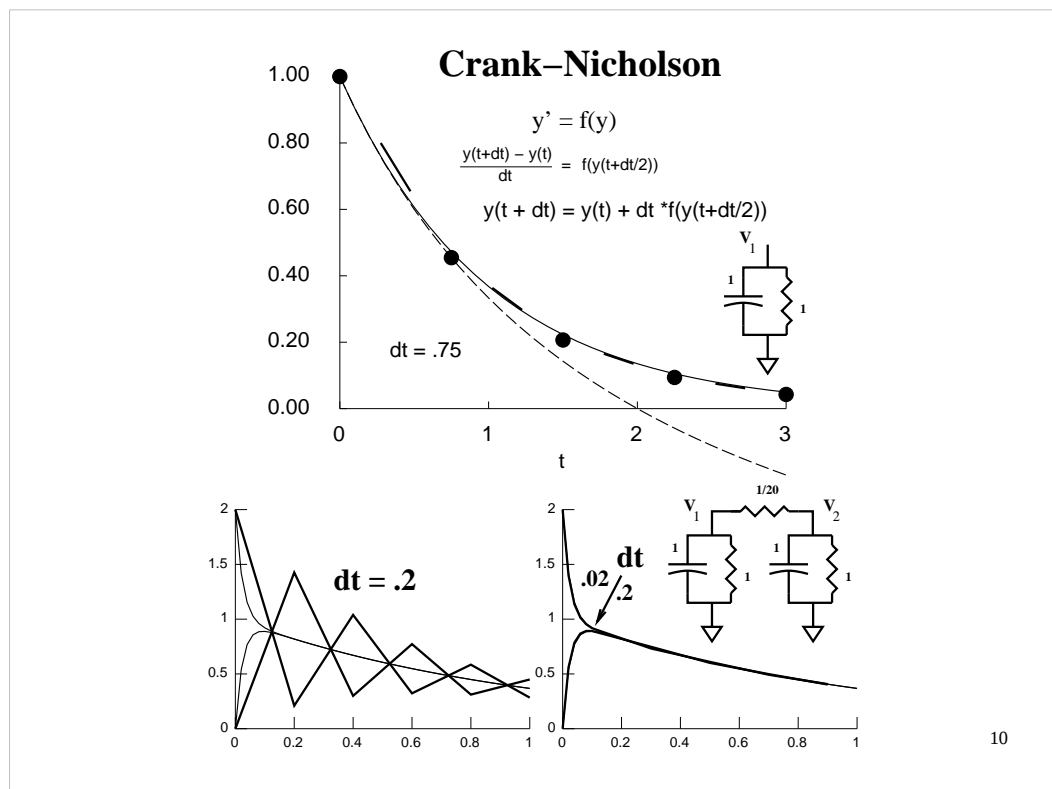 Crank−Nicholson
y' = f(y)
y(t+dt) − y(t)
dt
= f(y(t+dt/2))
y(t + dt) = y(t) + dt *f(y(t+dt/2))
1.00
0.80
0.60
0.40
0.20
0.00
dt = .75
V1
1
1
0 1 2 3
t
2
1.5
1
0.5
0
dt = .2
0 0.2 0.4 0.6 0.8 1
2
1.5
1
0.5
0
dt
.02
.2
1/20
V1 V2
1 1
1 1
0 0.2 0.4 0.6 0.8 1
10